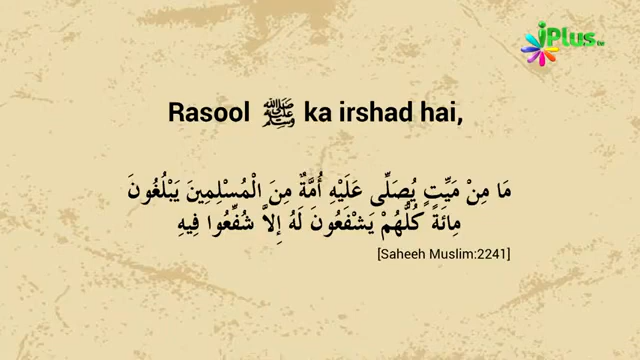 iPlus tv
Rasool ﷺ ka irshad hai,
مَا مِنْ مَيِّتٍ يُصَلِّى عَلَيْهِ أُمَّةٌ مِنَ الْمُسْلِمِينَ يَبْلُغُونَ
مِائَةً كُلُّهُمْ يَشْفَعُونَ لَهُ إِلاَّ شُفِّعُوا فِيهِ
[Saheeh Muslim:2241]